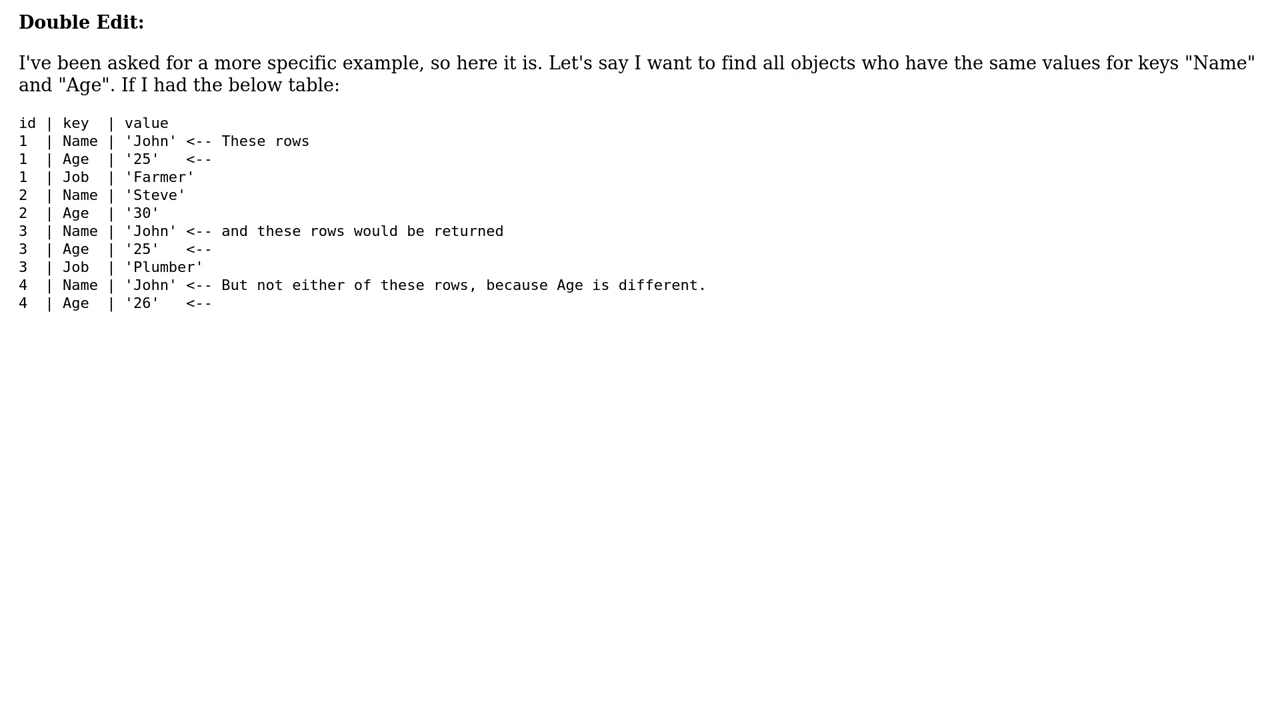 Double Edit:
I've been asked for a more specific example, so here it is. Let's say I want to find all objects who have the same values for keys "Name"
and "Age". If I had the below table:
id | key  | value
1  | Name | 'John' <-- These rows
1  | Age  | '25'   <--
1  | Job  | 'Farmer'
2  | Name | 'Steve'
2  | Age  | '30'
3  | Name | 'John' <-- and these rows would be returned
3  | Age  | '25'   <--
3  | Job  | 'Plumber'
4  | Name | 'John' <-- But not either of these rows, because Age is different.
4  | Age  | '26'   <--